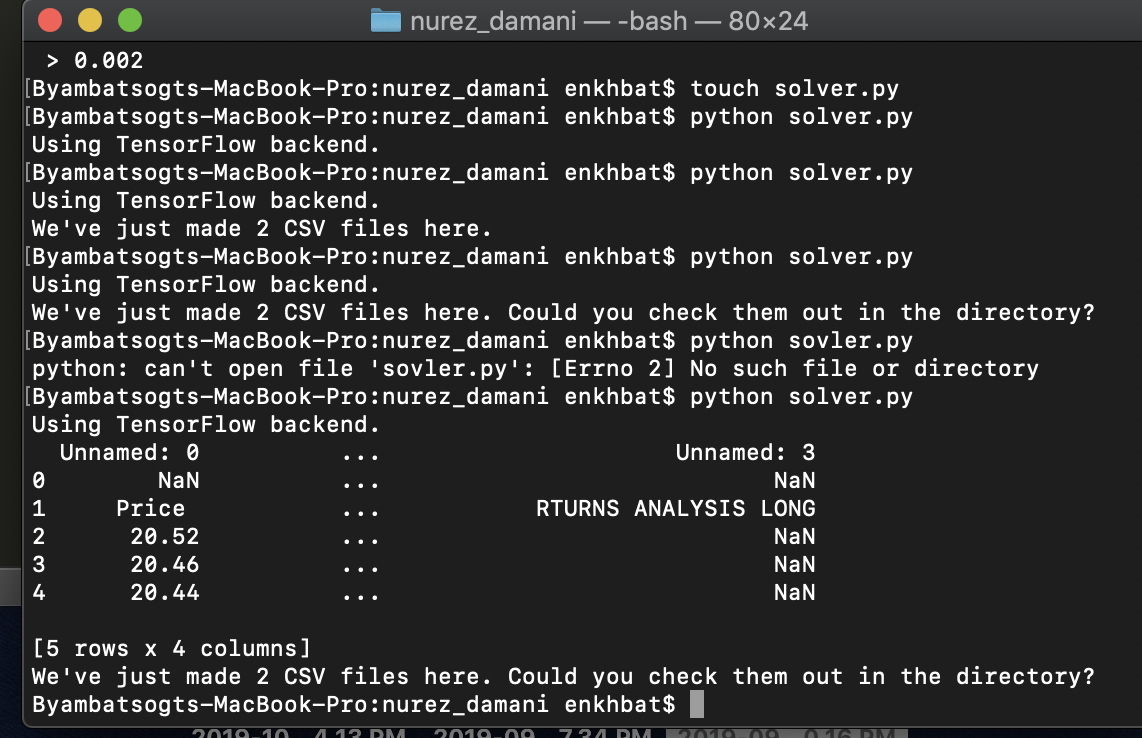 nurez_damani — -bash — 80×24
> 0.002
[Byambatsogts-MacBook-Pro:nurez_damani enkhbat$ touch solver.py
[Byambatsogts-MacBook-Pro:nurez_damani enkhbat$ python solver.py
Using TensorFlow backend.
[Byambatsogts-MacBook-Pro:nurez_damani enkhbat$ python solver.py
Using TensorFlow backend.
We've just made 2 CSV files here.
[Byambatsogts-MacBook-Pro:nurez_damani enkhbat$ python solver.py
Using TensorFlow backend.
We've just made 2 CSV files here. Could you check them out in the directory?
[Byambatsogts-MacBook-Pro:nurez_damani enkhbat$ python sovler.py
python: can't open file 'sovler.py': [Errno 2] No such file or directory
[Byambatsogts-MacBook-Pro:nurez_damani enkhbat$ python solver.py
Using TensorFlow backend.
Unnamed: 0 ... Unnamed: 3
0 NaN ... NaN
1 Price ... RTURNS ANALYSIS LONG
2 20.52 ... NaN
3 20.46 ... NaN
4 20.44 ... NaN
[5 rows x 4 columns]
We've just made 2 CSV files here. Could you check them out in the directory?
Byambatsogts-MacBook-Pro:nurez_damani enkhbat$
2019-10 4.13 PM 2019-09 7.34 PM 2019-09 0.16 PM